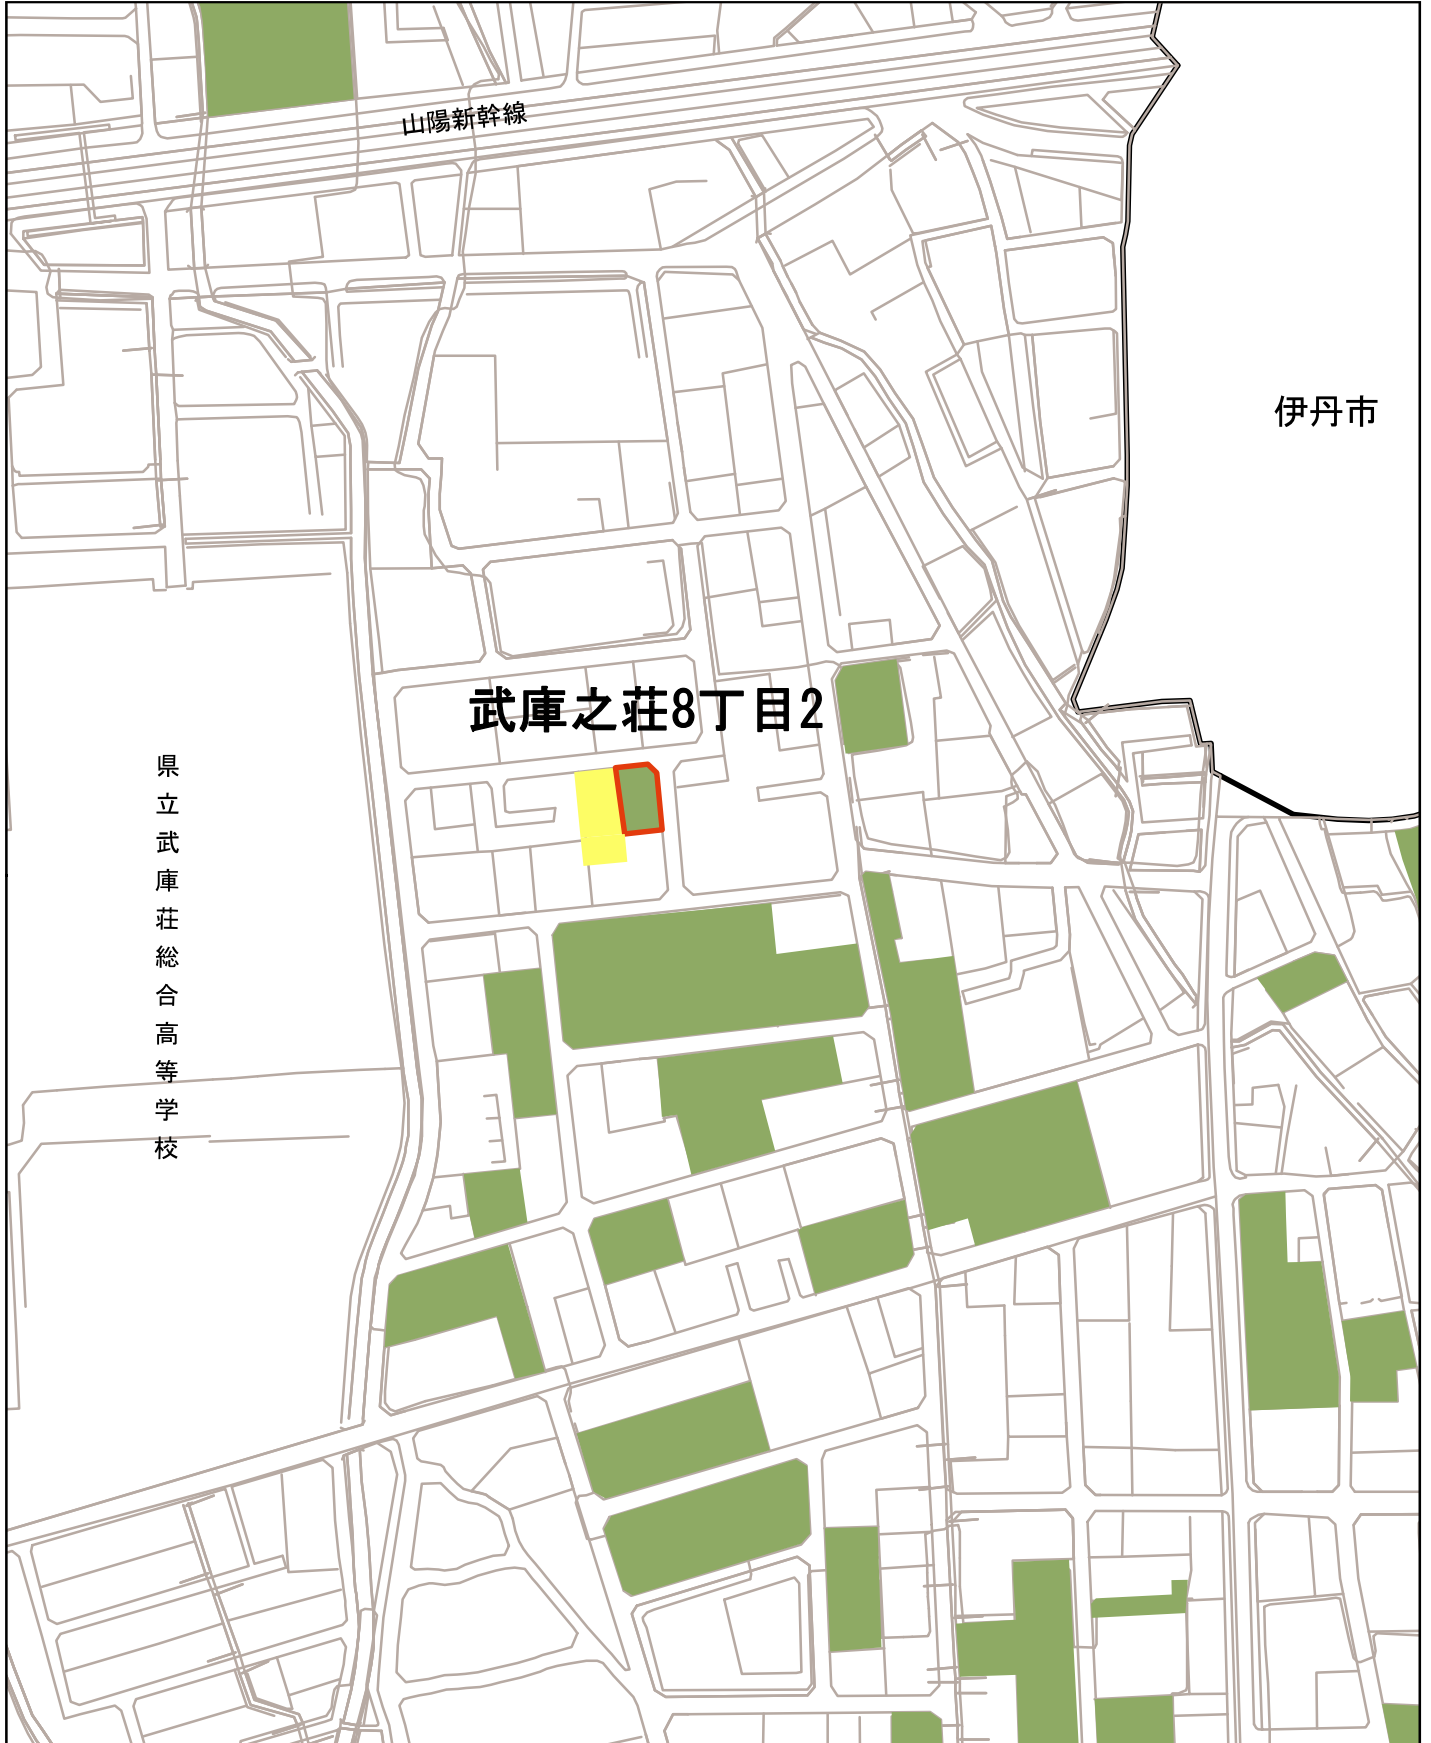 山陽新幹線
伊丹市
武庫之荘8丁目2
県立武庫荘総合高等学校